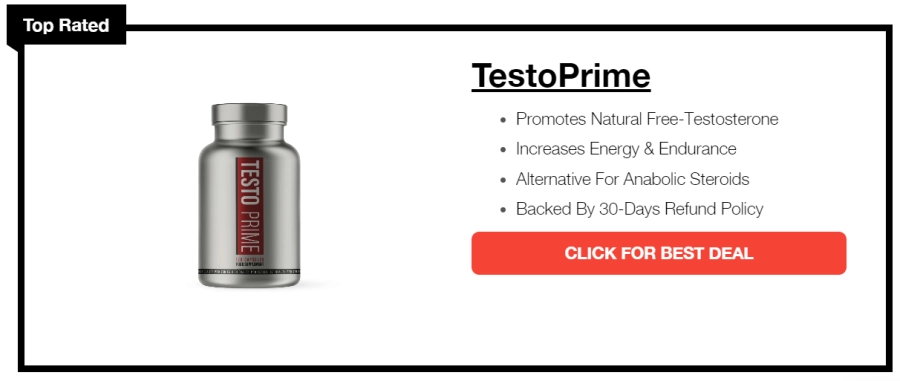 Top Rated
TestoPrime
Promotes Natural Free-Testosterone
Increases Energy & Endurance
Alternative For Anabolic Steroids
Backed By 30-Days Refund Policy
CLICK FOR BEST DEAL
TESTO PRIME